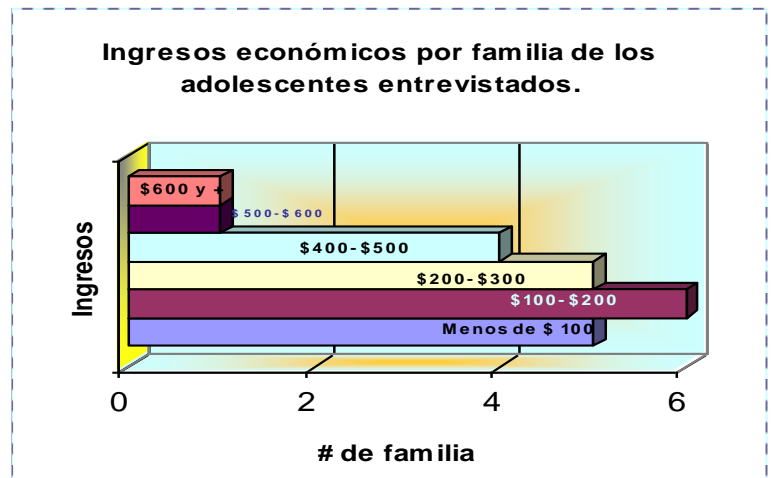 Ingresos económicos por familia de los
adolescentes entrevistados.
$600 y +
$500-$600
$400-$500
$200-$300
$100-$200
Menos de $ 100
Ingresos
0 2 4 6
# de familia